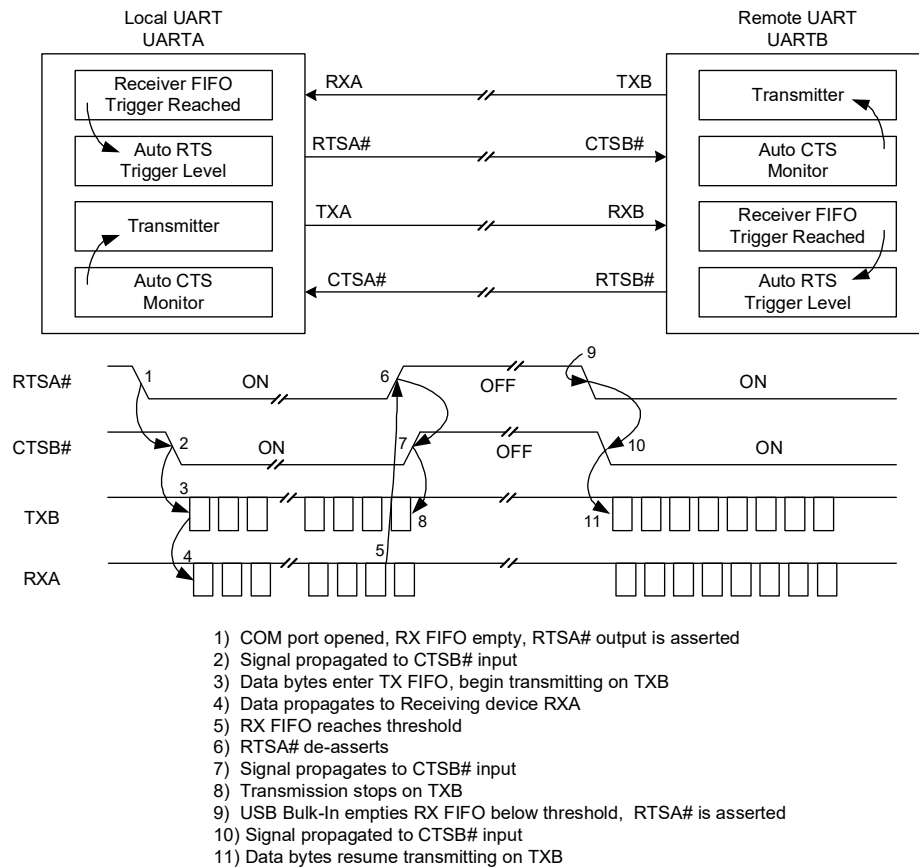 Local UART
UARTA
Remote UART
UARTB
Receiver FIFO
Trigger Reached
Auto RTS
Trigger Level
Transmitter
Auto CTS
Monitor
RXA
TXB
RTSA#
CTSB#
TXA
RXB
CTSA#
RTSB#
Transmitter
Auto CTS
Monitor
Receiver FIFO
Trigger Reached
Auto RTS
Trigger Level
RTSA#
1
ON
6
OFF
9
ON
CTSB#
2
ON
7
OFF
10
ON
TXB
3
8
11
RXA
4
5
1) COM port opened, RX FIFO empty, RTSA# output is asserted
2) Signal propagated to CTSB# input
3) Data bytes enter TX FIFO, begin transmitting on TXB
4) Data propagates to Receiving device RXA
5) RX FIFO reaches threshold
6) RTSA# de-asserts
7) Signal propagates to CTSB# input
8) Transmission stops on TXB
9) USB Bulk-In empties RX FIFO below threshold, RTSA# is asserted
10) Signal propagated to CTSB# input
11) Data bytes resume transmitting on TXB